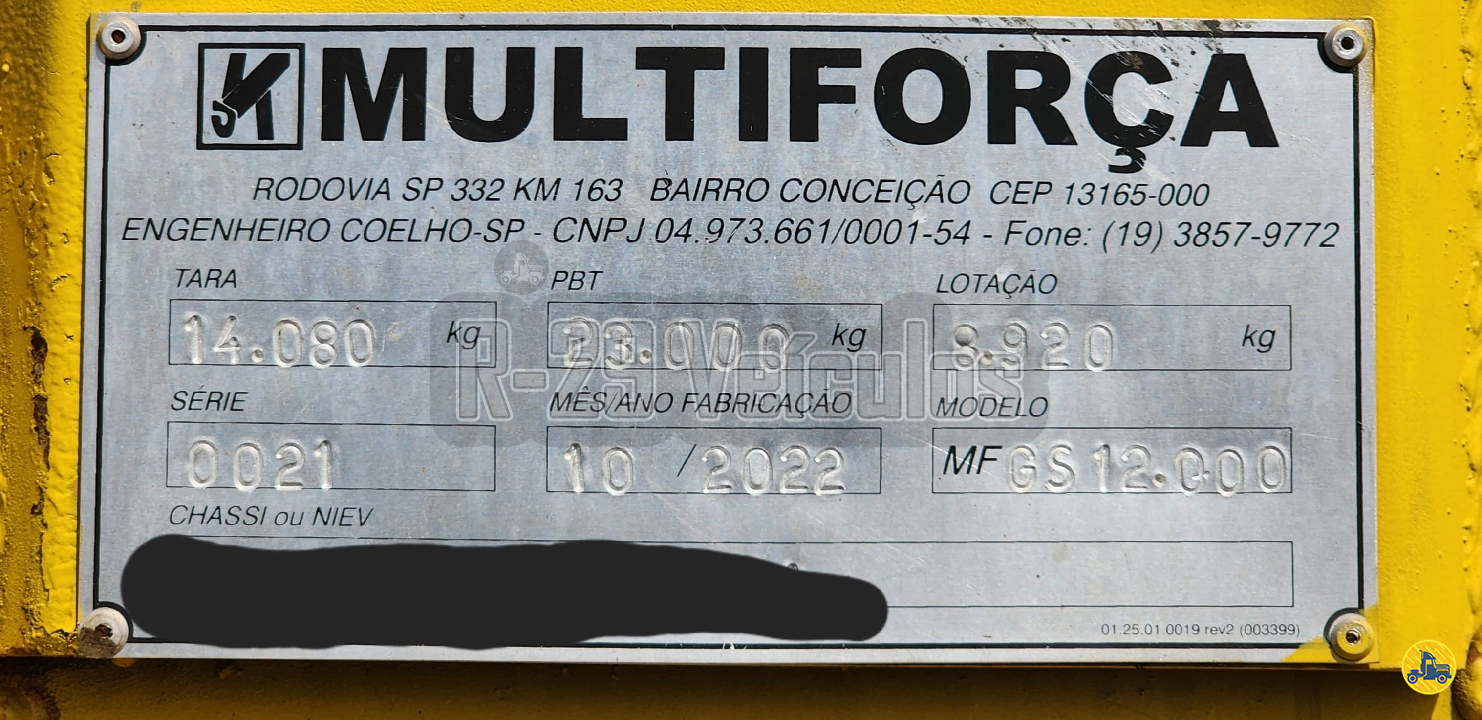 MULTIFORÇA
RODOVIA SP 332 KM 163 BAIRRO CONCEIÇÃO CEP 13165-000
ENGENHEIRO COELHO-SP - CNPJ 04.973.661/0001-54 - Fone: (19) 3857-9772
TARA PBT LOTAÇÃO
14.080 kg 23.000 kg 8.920 kg
R-29 Veículos
SÉRIE MÊS/ANO FABRICAÇÃO MODELO
0021 10 / 2022 MF GS 12.000
CHASSI ou NIEV
01.25.01.0019 rev2 (003399)